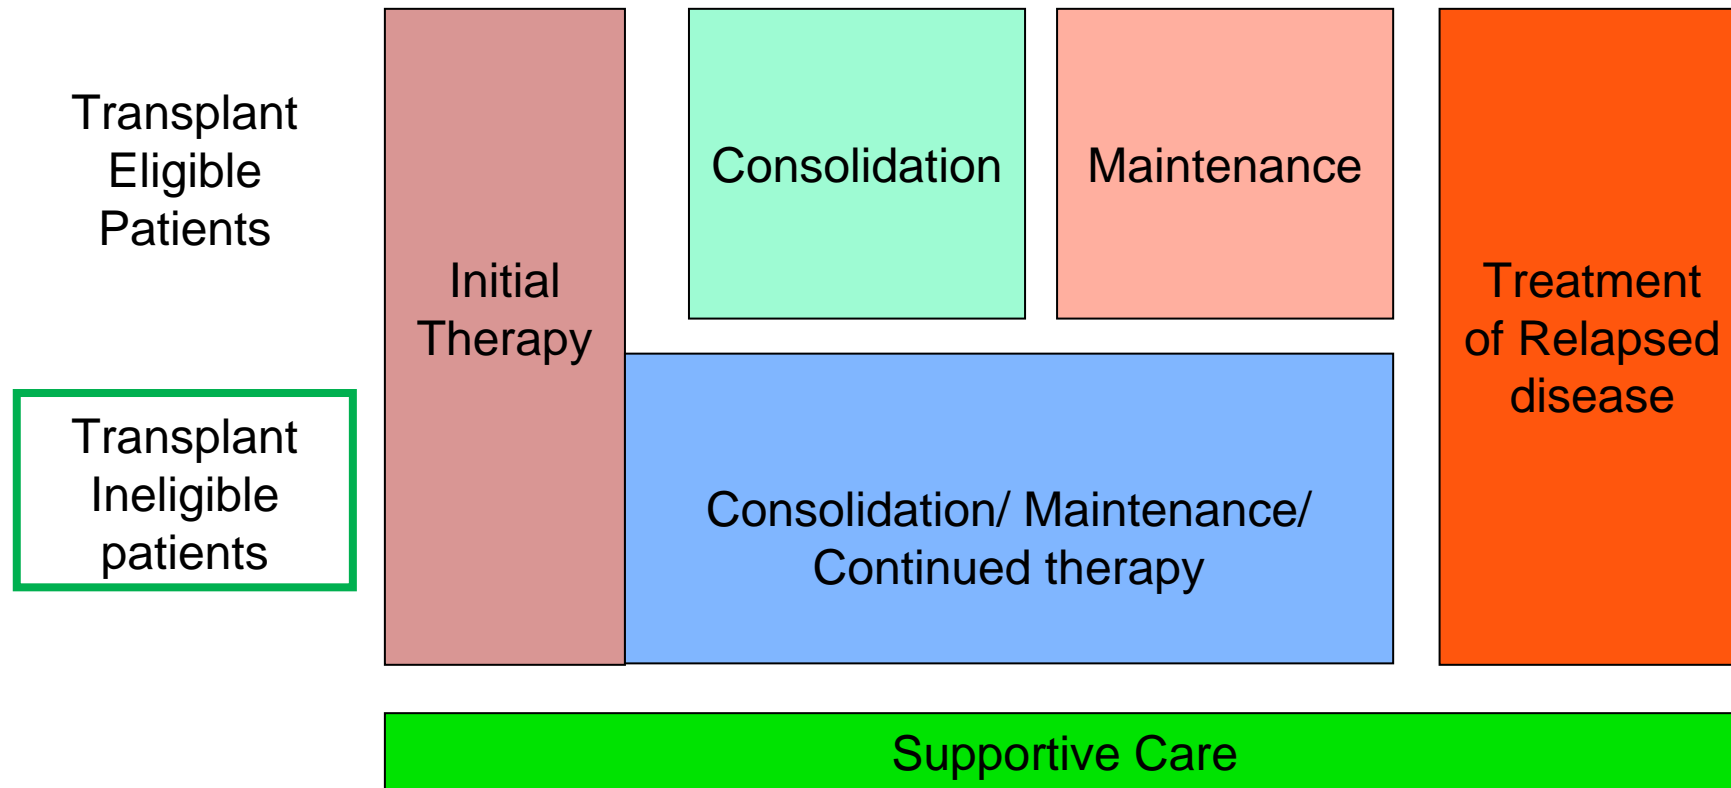 Transplant
Eligible
Patients
Initial
Therapy
Consolidation
Maintenance
Treatment
of Relapsed
disease
Transplant
Ineligible
patients
Consolidation/ Maintenance/
Continued therapy
Supportive Care